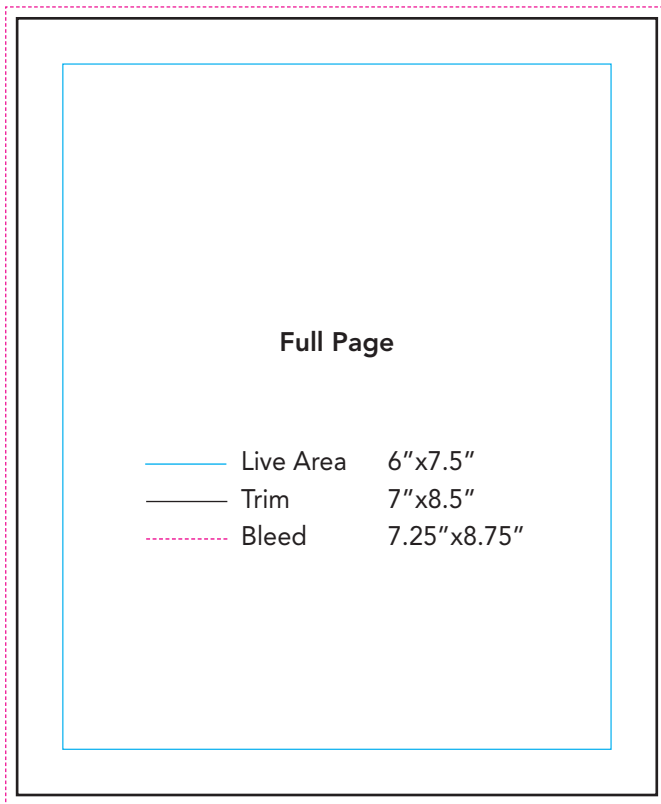 Full Page
Live Area 6”x7.5”
Trim 7”x8.5”
Bleed 7.25”x8.75”